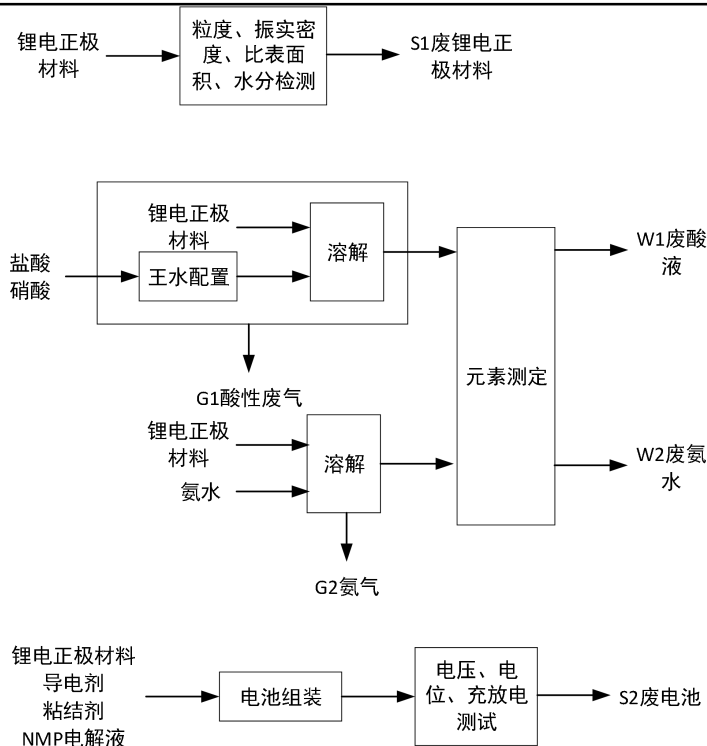 锂电正极
材料
粒度、振实密
度、比表面
积、水分检测
S1废锂电正
极材料
锂电正极
材料
盐酸
硝酸
王水配置
溶解
G1酸性废气
锂电正极
材料
氨水
溶解
G2氨气
元素测定
W1废酸
液
W2废氨
水
锂电正极材料
导电剂
粘结剂
NMP电解液
电池组装
电压、电
位、充放电
测试
S2废电池